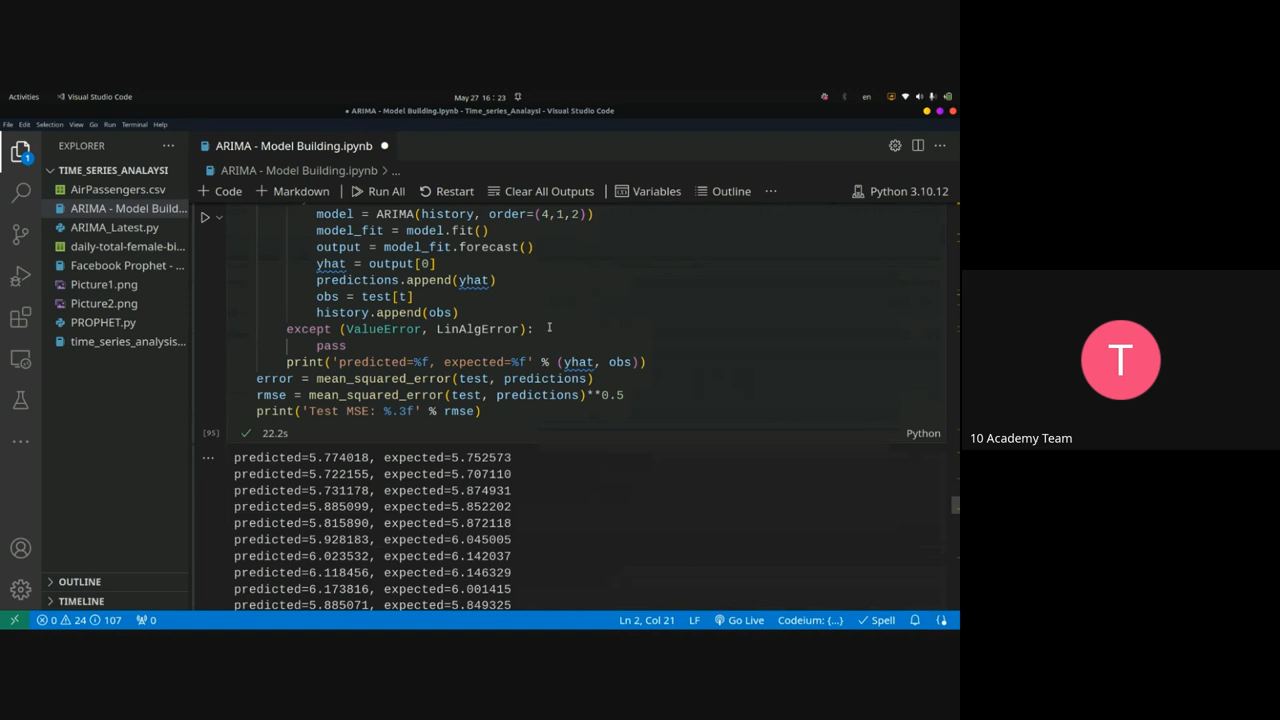 Activities Visual Studio Code May 27 16 : 23 en
● ARIMA - Model Building.ipynb - Time_series_Analaysi - Visual Studio Code
File Edit Selection View Go Run Terminal Help
EXPLORER
TIME_SERIES_ANALAYSI
AirPassengers.csv
ARIMA - Model Build...
ARIMA_Latest.py
daily-total-female-bi...
Facebook Prophet - ...
Picture1.png
Picture2.png
PROPHET.py
time_series_analysis...
OUTLINE
TIMELINE
1
ARIMA - Model Building.ipynb ●
ARIMA - Model Building.ipynb > ...
+ Code + Markdown Run All Restart Clear All Outputs Variables Outline ... Python 3.10.12
model = ARIMA(history, order=(4,1,2))
model_fit = model.fit()
output = model_fit.forecast()
yhat = output[0]
predictions.append(yhat)
obs = test[t]
history.append(obs)
except (ValueError, LinAlgError):
pass
print('predicted=%f, expected=%f' % (yhat, obs))
error = mean_squared_error(test, predictions)
rmse = mean_squared_error(test, predictions)**0.5
print('Test MSE: %.3f' % rmse)
[95] 22.2s Python
predicted=5.774018, expected=5.752573
predicted=5.722155, expected=5.707110
predicted=5.731178, expected=5.874931
predicted=5.885099, expected=5.852202
predicted=5.815890, expected=5.872118
predicted=5.928183, expected=6.045005
predicted=6.023532, expected=6.142037
predicted=6.118456, expected=6.146329
predicted=6.173816, expected=6.001415
predicted=5.885071, expected=5.849325
0 24 107 0 Ln 2, Col 21 LF Go Live Codeium: {...} Spell
T
10 Academy Team